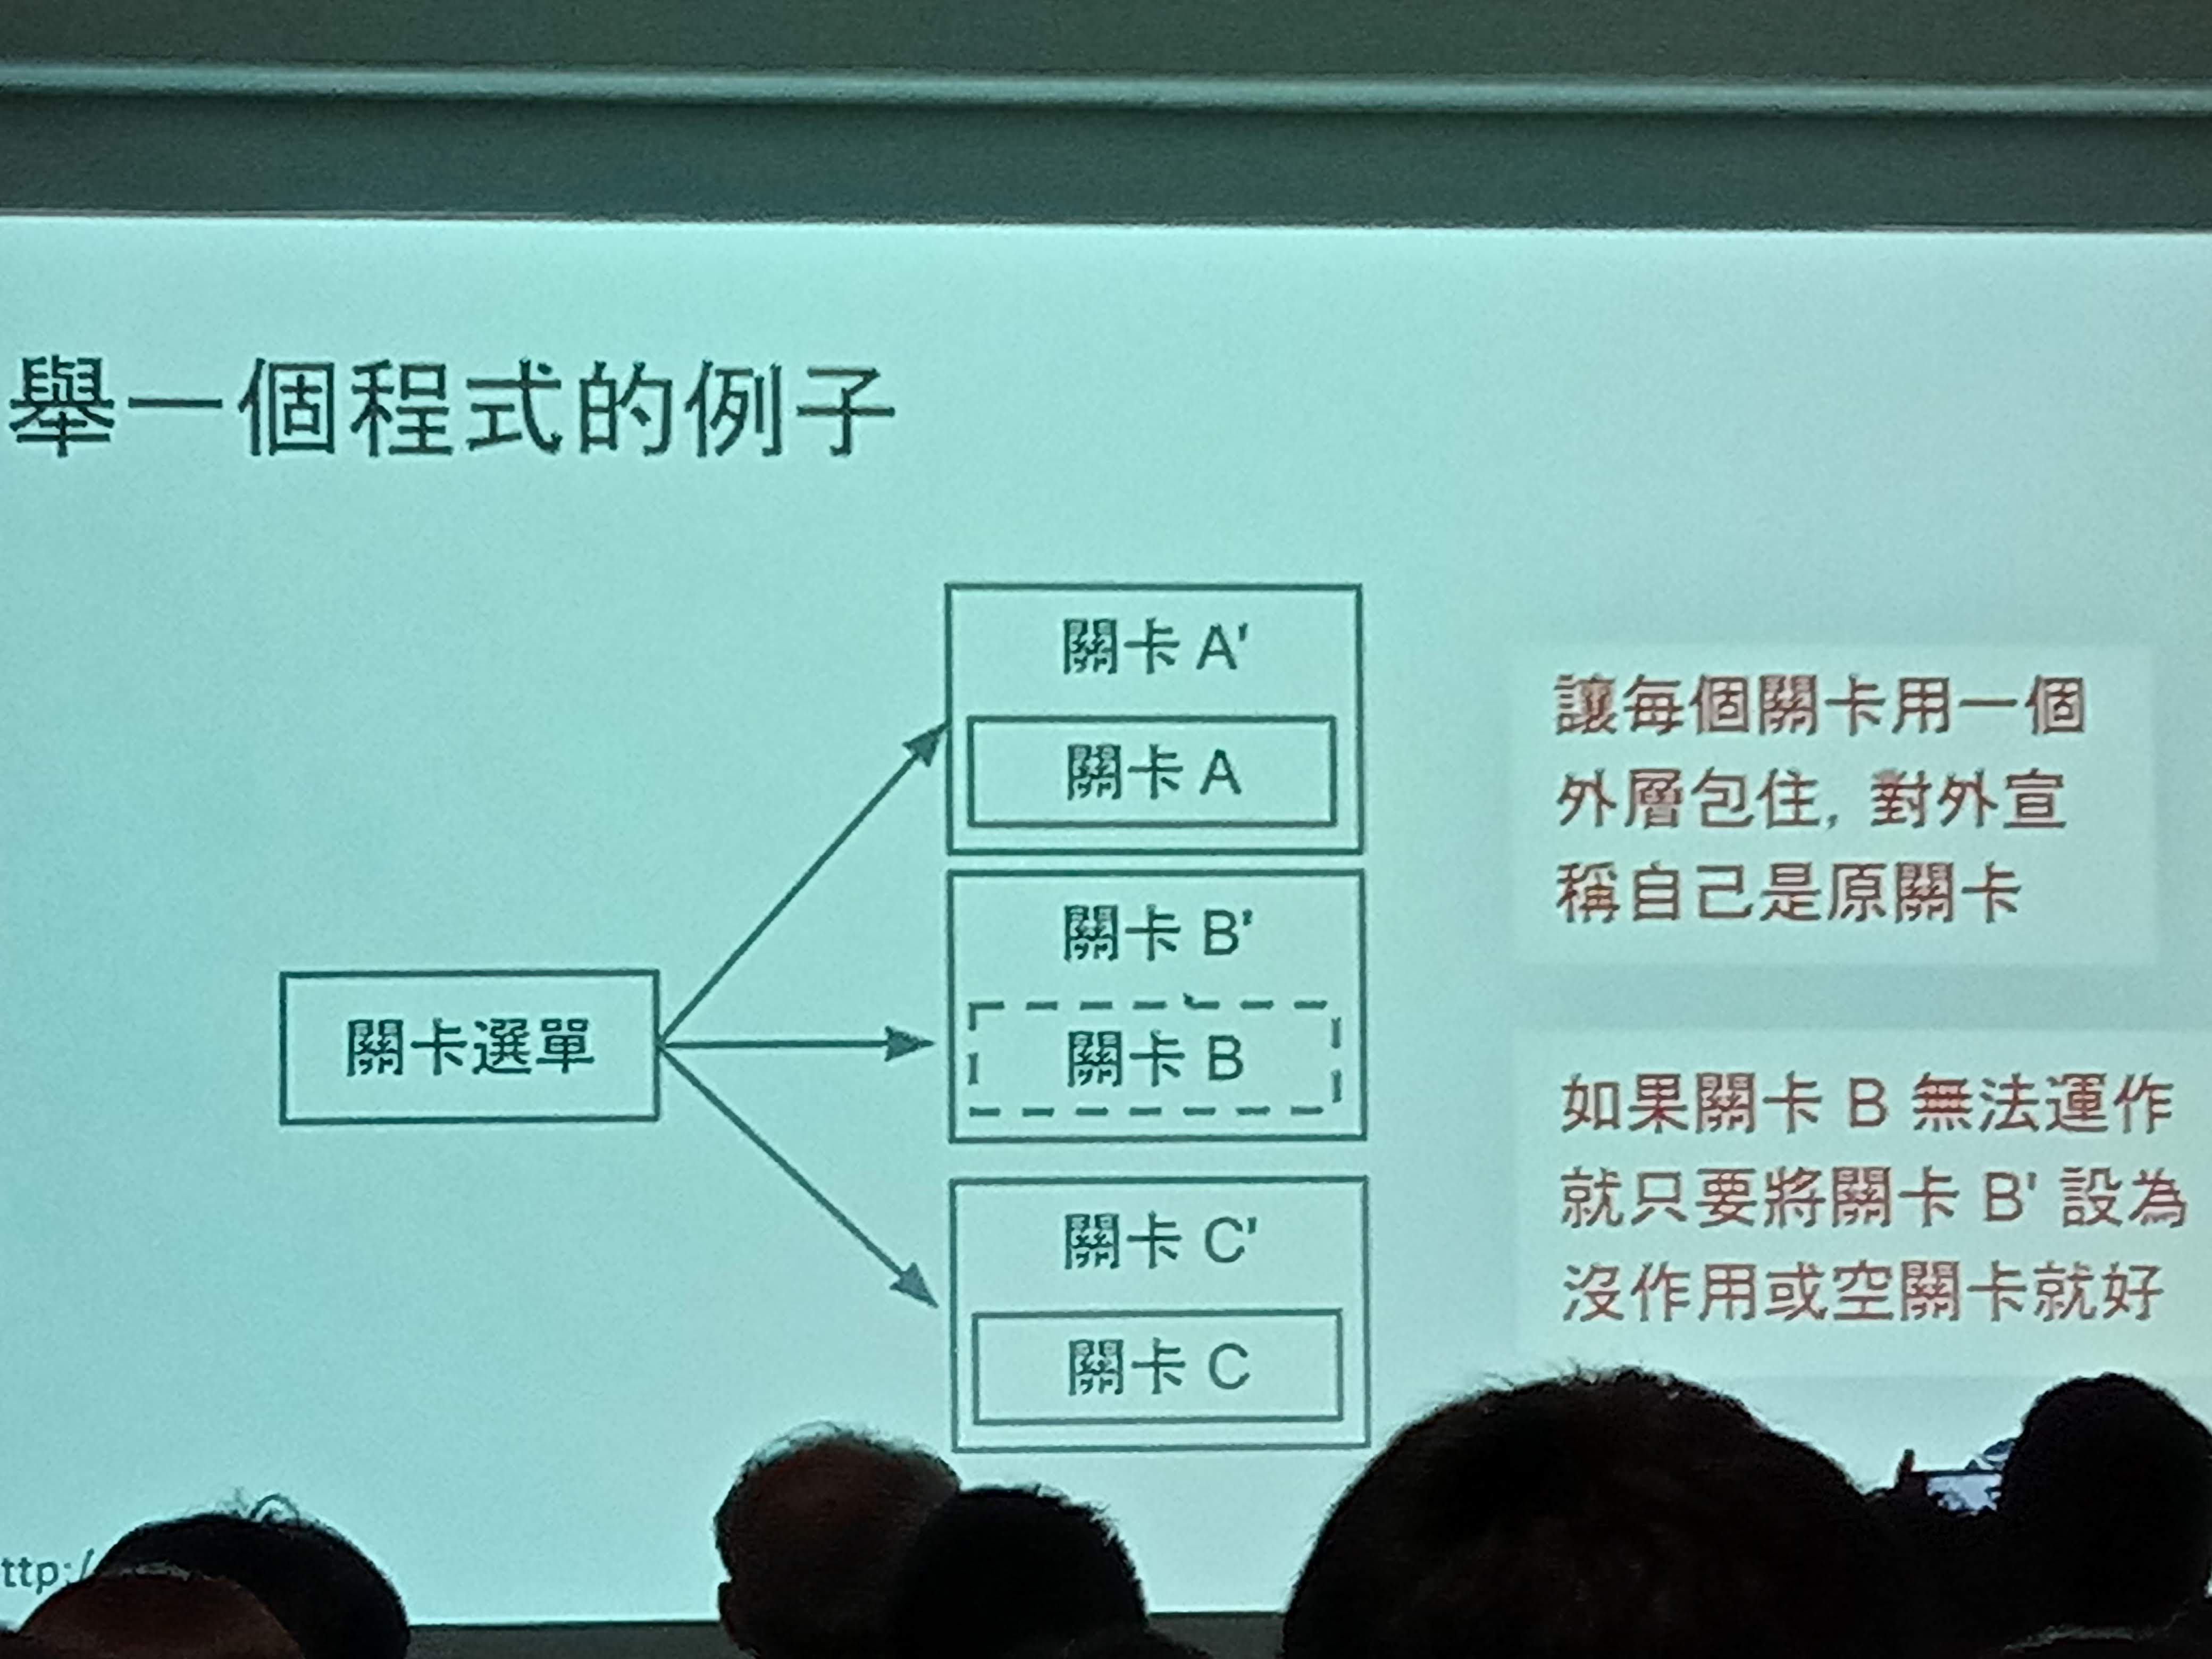 舉一個程式的例子
關卡選單
關卡 A'
關卡 A
關卡 B'
關卡 B
關卡 C'
關卡 C
讓每個關卡用一個
外層包住, 對外宣
稱自己是原關卡
如果關卡 B 無法運作
就只要將關卡 B' 設為
沒作用或空關卡就好
ttp:/